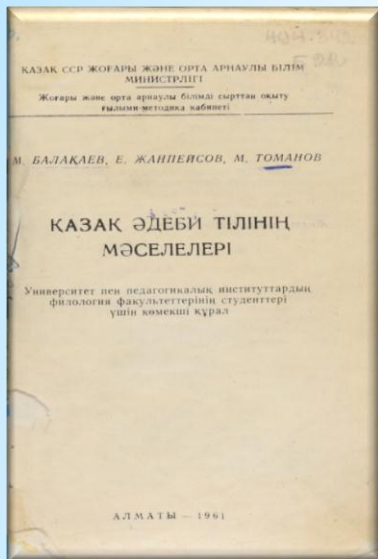 ҚАЗАҚ ССР ЖОҒАРЫ ЖӘНЕ ОРТА АРНАУЛЫ БІЛІМ
МИНИСТРЛІГІ
Жоғары және орта арнаулы білімді сырттан оқыту
ғылыми-методика кабинеті
М. БАЛАҚАЕВ, Е. ЖАНПЕЙСОВ, М. ТОМАНОВ
ҚАЗАҚ ӘДЕБИ ТІЛІНІҢ
МӘСЕЛЕЛЕРІ
Университет пен педагогикалық институттардың
филология факультеттерінің студенттері
үшін көмекші құрал
АЛМАТЫ — 1961